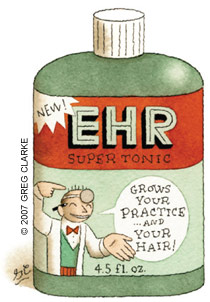 NEW!
EHR
SUPER TONIC
GROWS
YOUR
PRACTICE
...AND
YOUR
HAIR!
4.5 fl. oz.
© 2007 GREG CLARKE